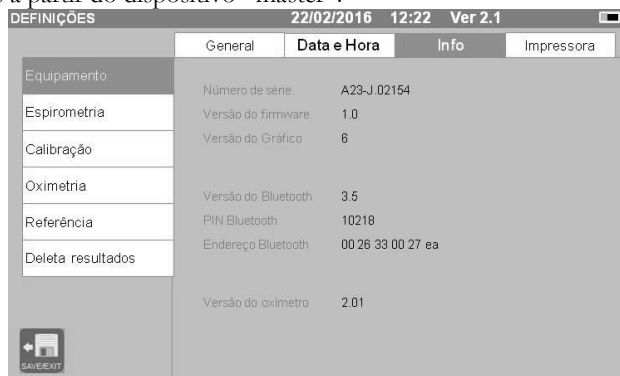 s a partir do dispositivo "master".
DEFINIÇÕES 22/02/2016 12:22 Ver 2.1
General Data e Hora Info Impressora
Equipamento
Espirometria
Calibração
Oximetria
Referência
Deleta resultados
SAVE/EXIT
Número de série A23-J.02154
Versão do firmware 1.0
Versão do Gráfico 6
Versão do Bluetooth 3.5
PIN Bluetooth 10218
Endereço Bluetooth 00 26 33 00 27 ea
Versão do oxímetro 2.01